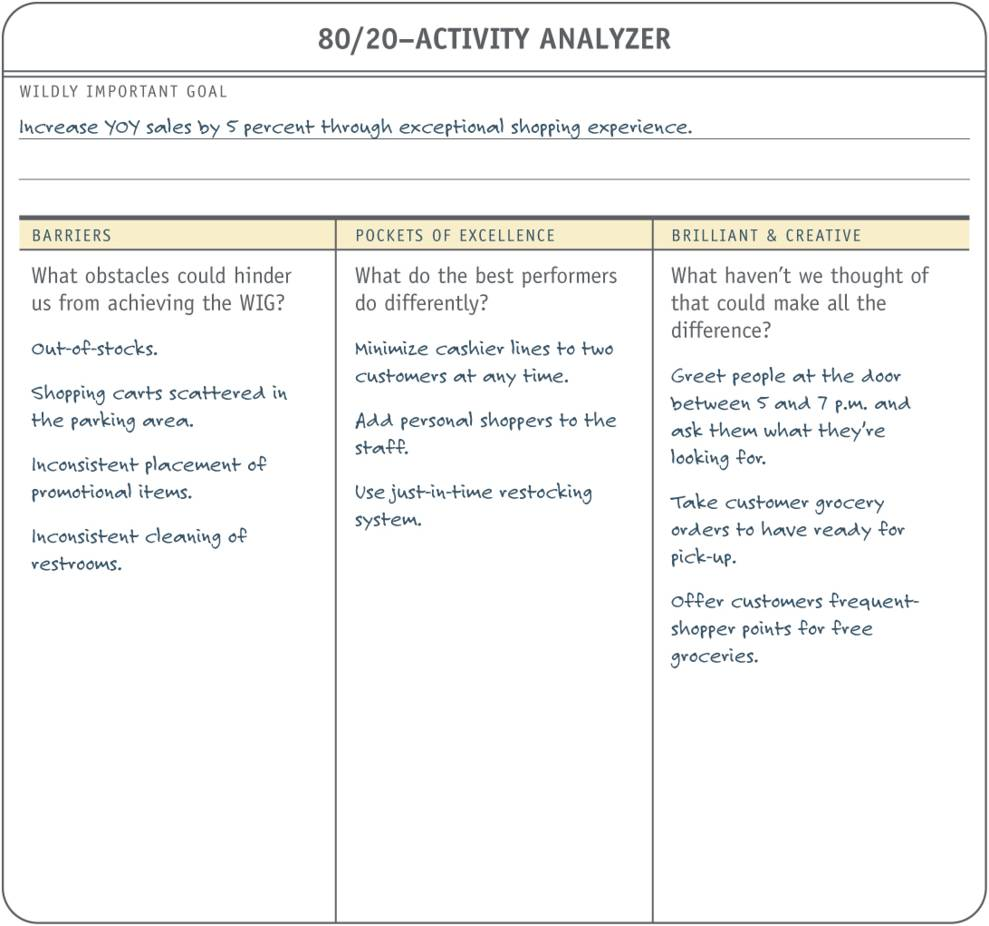 80/20–ACTIVITY ANALYZER
WILDLY IMPORTANT GOAL
Increase YOY sales by 5 percent through exceptional shopping experience.
BARRIERS
What obstacles could hinder
us from achieving the WIG?
Out-of-stocks.
Shopping carts scattered in
the parking area.
Inconsistent placement of
promotional items.
Inconsistent cleaning of
restrooms.
POCKETS OF EXCELLENCE
What do the best performers
do differently?
Minimize cashier lines to two
customers at any time.
Add personal shoppers to the
staff.
Use just-in-time restocking
system.
BRILLIANT & CREATIVE
What haven’t we thought of
that could make all the
difference?
Greet people at the door
between 5 and 7 p.m. and
ask them what they’re
looking for.
Take customer grocery
orders to have ready for
pick-up.
Offer customers frequent-
shopper points for free
groceries.